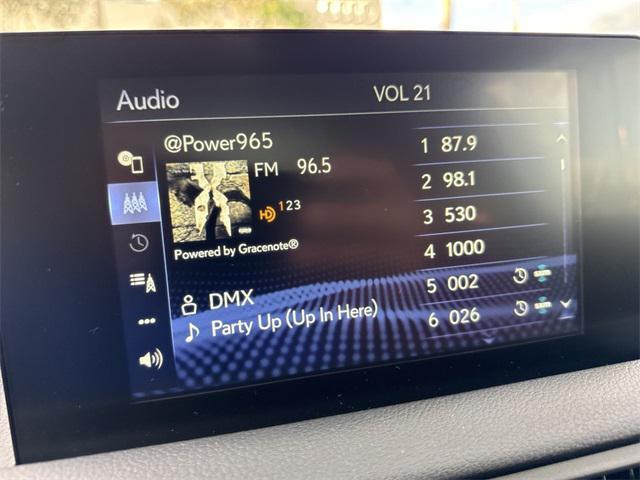 Audio
VOL 21
@Power965
FM 96.5
HD 1 2 3
Powered by Gracenote®
DMX
Party Up (Up In Here)
1 87.9
2 98.1
3 530
4 1000
5 002
6 026